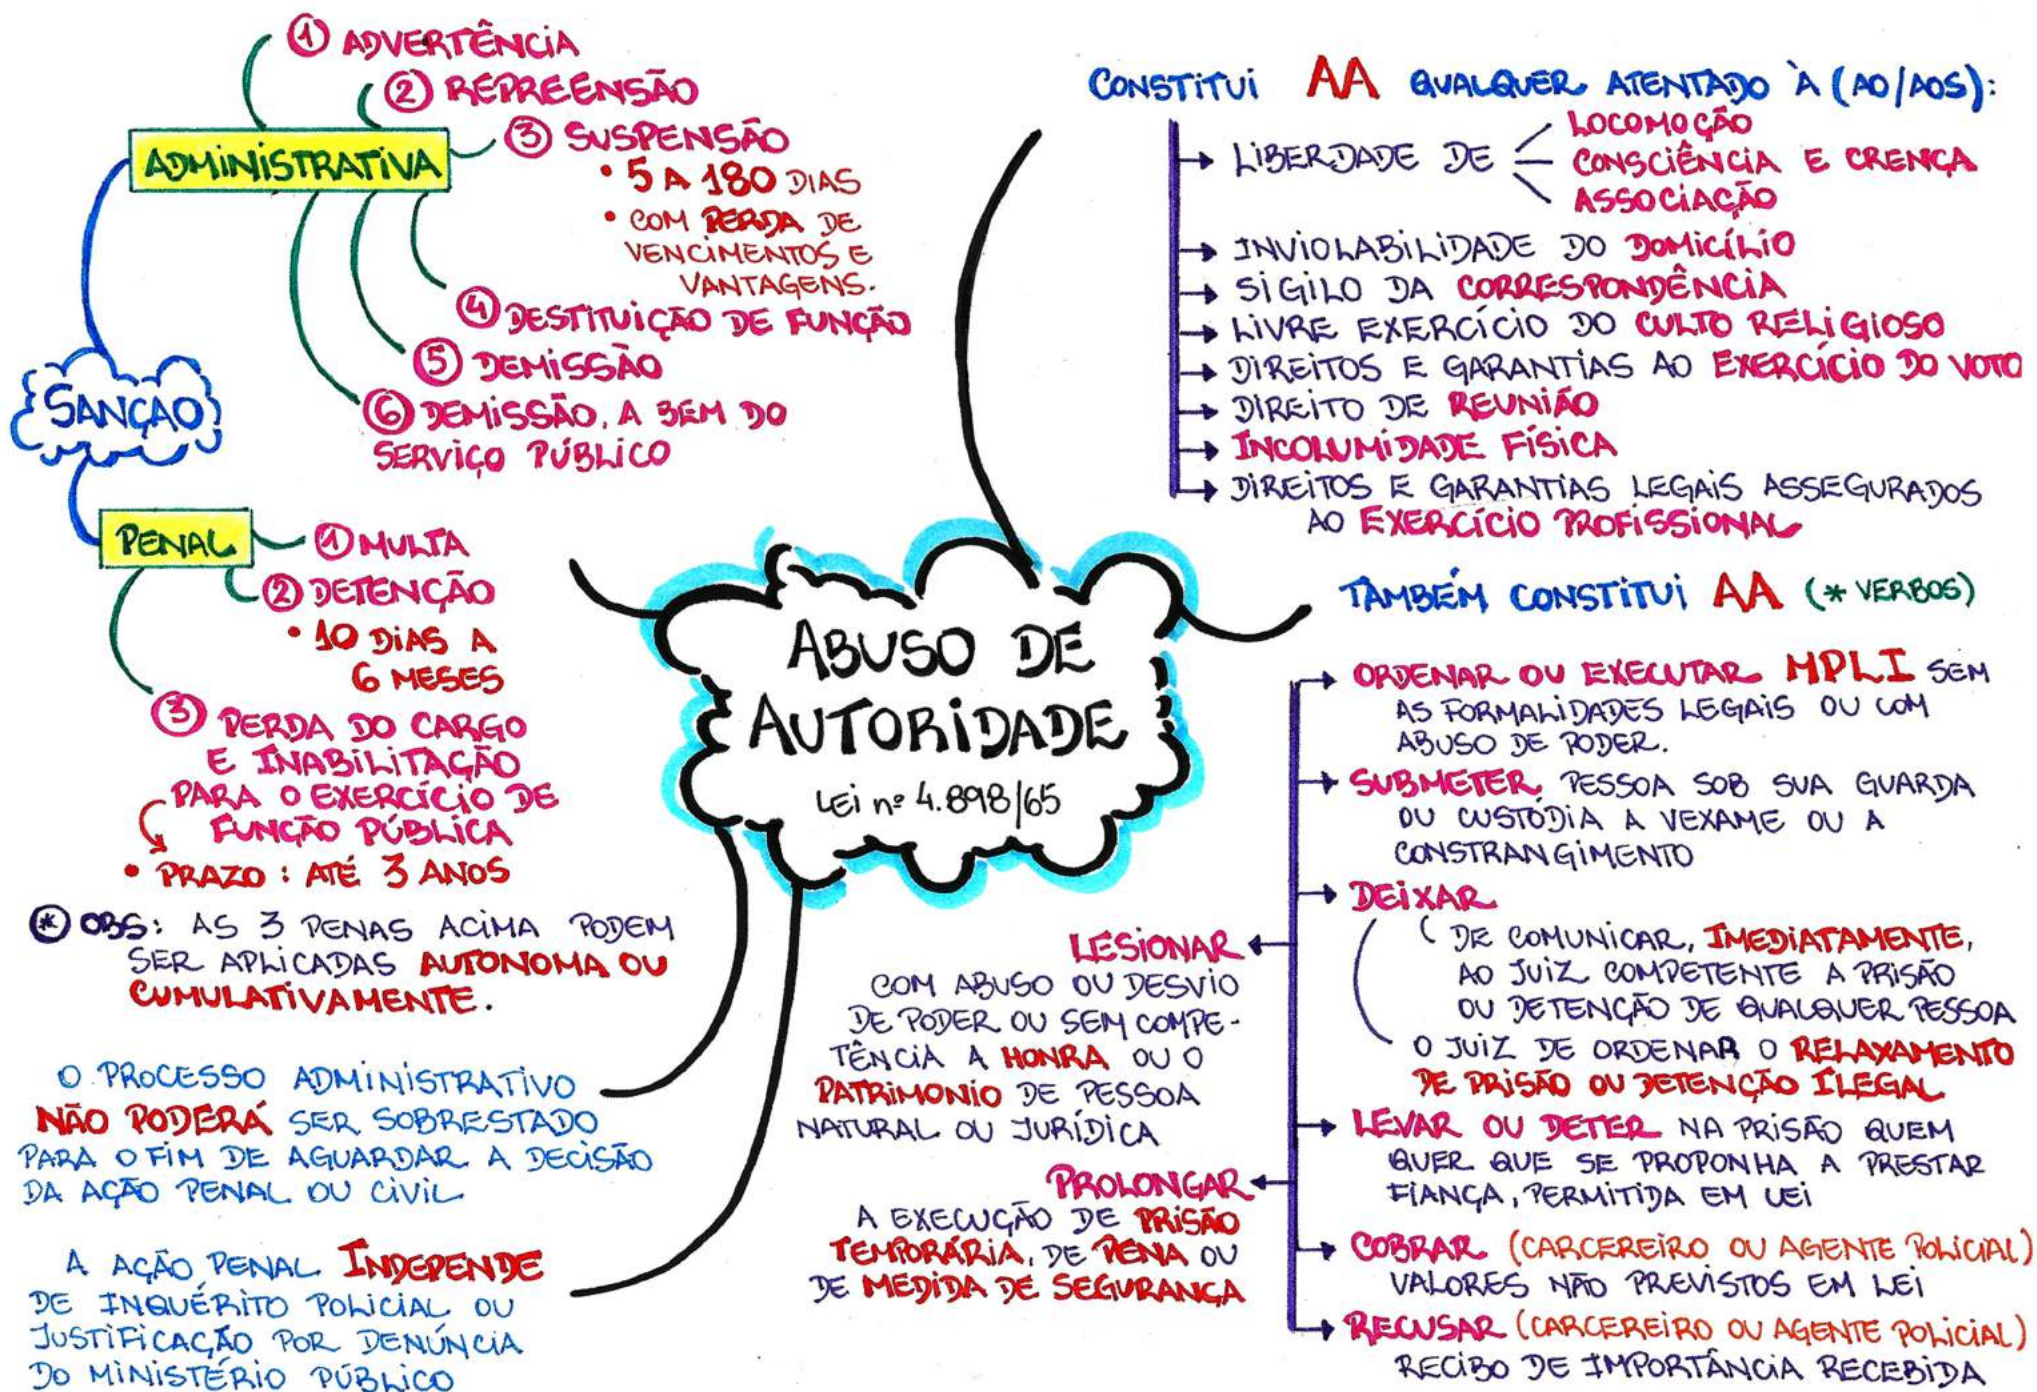 ABUSO DE
AUTORIDADE
LEI nº 4.898/65
SANÇÃO
ADMINISTRATIVA
① ADVERTÊNCIA
② REPREENSÃO
③ SUSPENSÃO
• 5 A 180 DIAS
• COM PERDA DE
VENCIMENTOS E
VANTAGENS.
④ DESTITUIÇÃO DE FUNÇÃO
⑤ DEMISSÃO
⑥ DEMISSÃO, A BEM DO
SERVIÇO PÚBLICO
PENAL
① MULTA
② DETENÇÃO
• 10 DIAS A
6 MESES
③ PERDA DO CARGO
E INABILITAÇÃO
PARA O EXERCÍCIO DE
FUNÇÃO PÚBLICA
• PRAZO: ATÉ 3 ANOS
* OBS: AS 3 PENAS ACIMA PODEM
SER APLICADAS AUTONOMA OU
CUMULATIVAMENTE.
O PROCESSO ADMINISTRATIVO
NÃO PODERÁ SER SOBRESTADO
PARA O FIM DE AGUARDAR A DECISÃO
DA AÇÃO PENAL OU CIVIL
A AÇÃO PENAL INDEPENDE
DE INQUÉRITO POLICIAL OU
JUSTIFICAÇÃO POR DENÚNCIA
DO MINISTÉRIO PÚBLICO
CONSTITUI AA QUALQUER ATENTADO À (AO/AOS):
→ LIBERDADE DE
LOCOMOÇÃO
CONSCIÊNCIA E CRENÇA
ASSOCIAÇÃO
→ INVIOLABILIDADE DO DOMICÍLIO
→ SIGILO DA CORRESPONDÊNCIA
→ LIVRE EXERCÍCIO DO CULTO RELIGIOSO
→ DIREITOS E GARANTIAS AO EXERCÍCIO DO VOTO
→ DIREITO DE REUNIÃO
→ INCOLUMIDADE FÍSICA
→ DIREITOS E GARANTIAS LEGAIS ASSEGURADOS
AO EXERCÍCIO PROFISSIONAL
TAMBÉM CONSTITUI AA (* VERBOS)
→ ORDENAR OU EXECUTAR MPLI SEM
AS FORMALIDADES LEGAIS OU COM
ABUSO DE PODER.
→ SUBMETER PESSOA SOB SUA GUARDA
OU CUSTÓDIA A VEXAME OU A
CONSTRANGIMENTO
→ DEIXAR
DE COMUNICAR, IMEDIATAMENTE,
AO JUIZ COMPETENTE A PRISÃO
OU DETENÇÃO DE QUALQUER PESSOA
O JUIZ DE ORDENAR O RELAXAMENTO
DE PRISÃO OU DETENÇÃO ILEGAL
→ LEVAR OU DETER NA PRISÃO QUEM
QUER QUE SE PROPONHA A PRESTAR
FIANÇA, PERMITIDA EM LEI
→ COBRAR (CARCEREIRO OU AGENTE POLICIAL)
VALORES NÃO PREVISTOS EM LEI
→ RECUSAR (CARCEREIRO OU AGENTE POLICIAL)
RECIBO DE IMPORTÂNCIA RECEBIDA
LESIONAR ←
COM ABUSO OU DESVIO
DE PODER OU SEM COMPE-
TÊNCIA A HONRA OU O
PATRIMONIO DE PESSOA
NATURAL OU JURÍDICA
PROLONGAR ←
A EXECUÇÃO DE PRISÃO
TEMPORÁRIA, DE PENA OU
DE MEDIDA DE SEGURANÇA